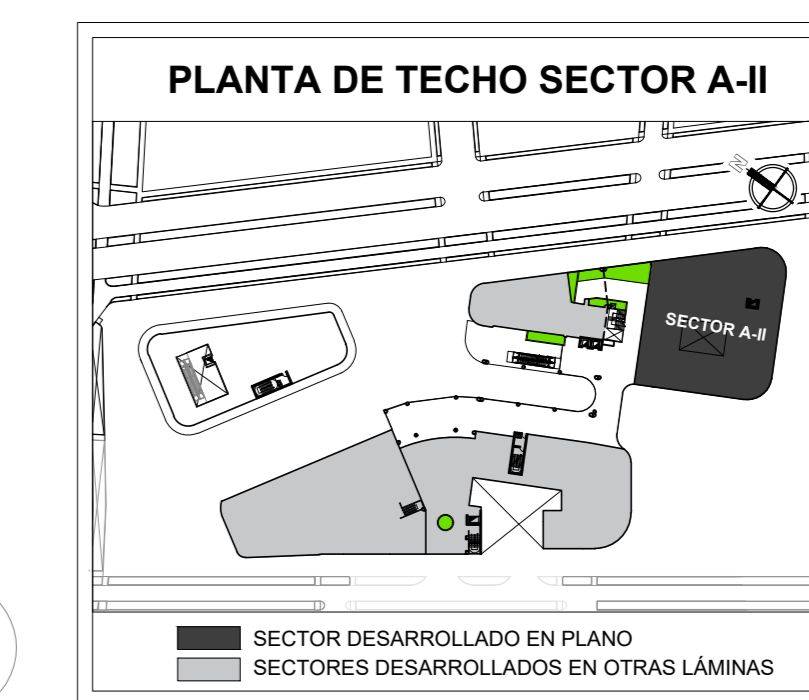 PLANTA DE TECHO SECTOR A-II
N
SECTOR A-II
SECTOR DESARROLLADO EN PLANO
SECTORES DESARROLLADOS EN OTRAS LÁMINAS